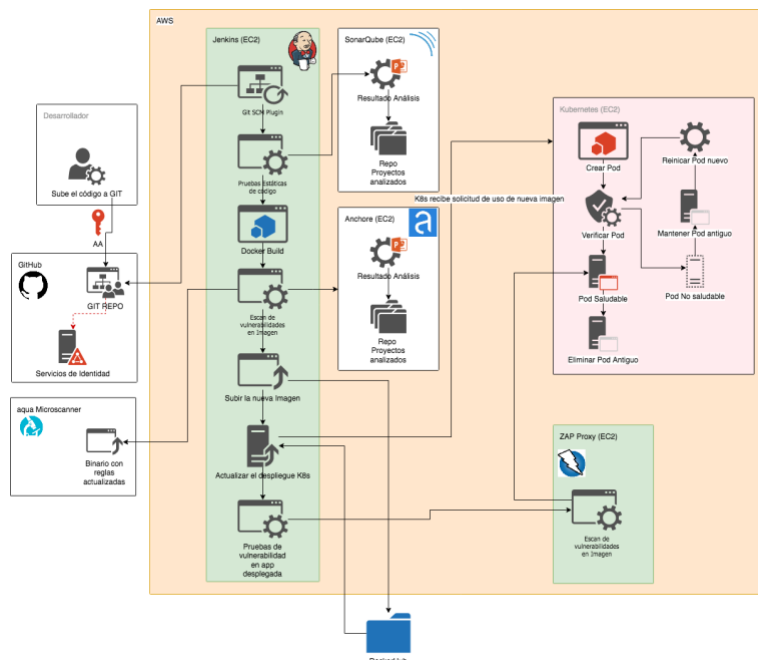 AWS
Jenkins (EC2)
Git SCM Plugin
Pruebas Estáticas
de código
Docker Build
Escan de
vulnerabilidades
en Imagen
Subir la nueva Imagen
Actualizar el despliegue K8s
Pruebas de
vulnerabilidad
en app
desplegada
SonarQube (EC2)
Resultado Análisis
Repo
Proyectos
analizados
Anchore (EC2)
Resultado Análisis
Repo
Proyectos
analizados
Desarrollador
Sube el código a GIT
AA
GitHub
GIT REPO
Servicios de Identidad
aqua Microscanner
Binario con
reglas
actualizadas
Kubernetes (EC2)
Crear Pod
Reinicar Pod nuevo
K8s recibe solicitud de uso de nueva imagen
Verificar Pod
Mantener Pod antiguo
Pod Saludable
Pod No saludable
Eliminar Pod Antiguo
ZAP Proxy (EC2)
Escan de
vulnerabilidades
en Imagen